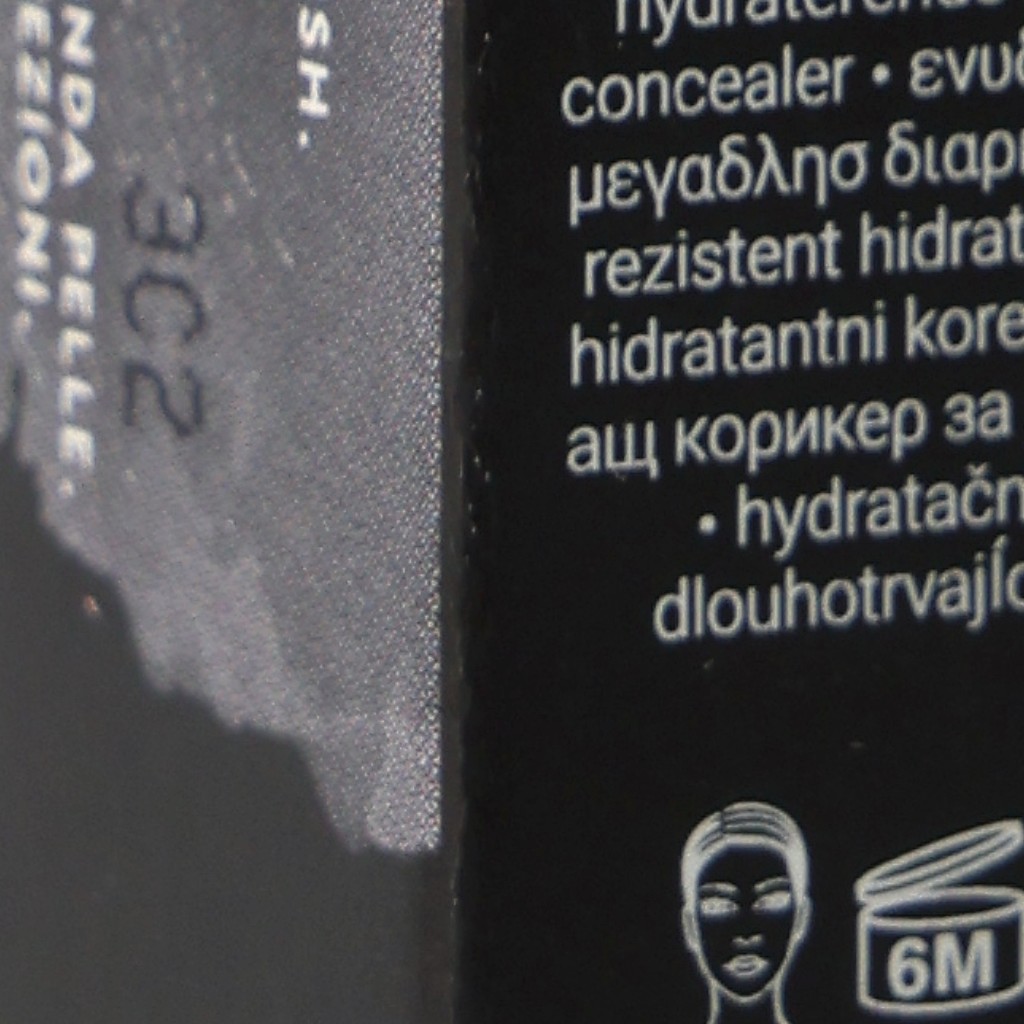 SH.
NDA PELLE.
EZIONI.
3C2
concealer • ενυδ
μεγαδλησ διαρ
rezistent hidrat
hidratantni kore
ащ корикер за
• hydratačn
dlouhotrvajíc
6M